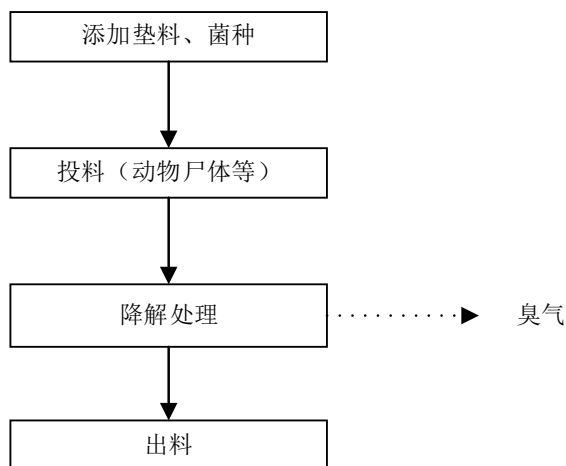 添加垫料、菌种
投料（动物尸体等）
降解处理
臭气
出料